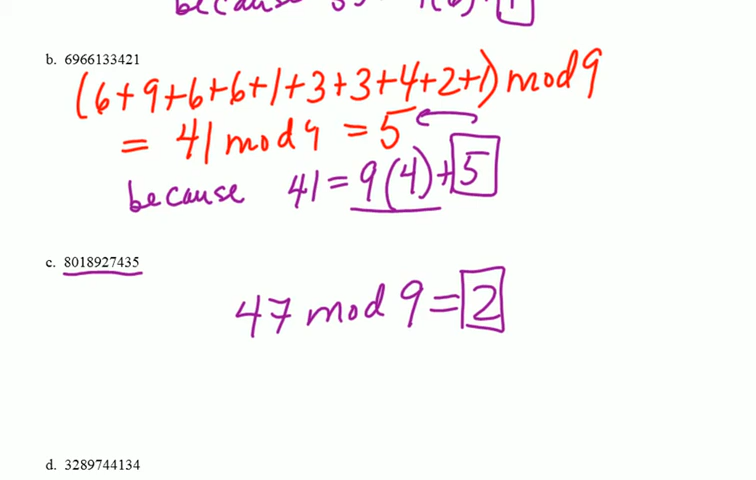 because
b. 6966133421
(6+9+6+6+1+3+3+4+2+1) mod 9
= 41 mod 9 = 5
because 41 = 9(4)+5
c. 8018927435
47 mod 9 = 2
d. 3289744134